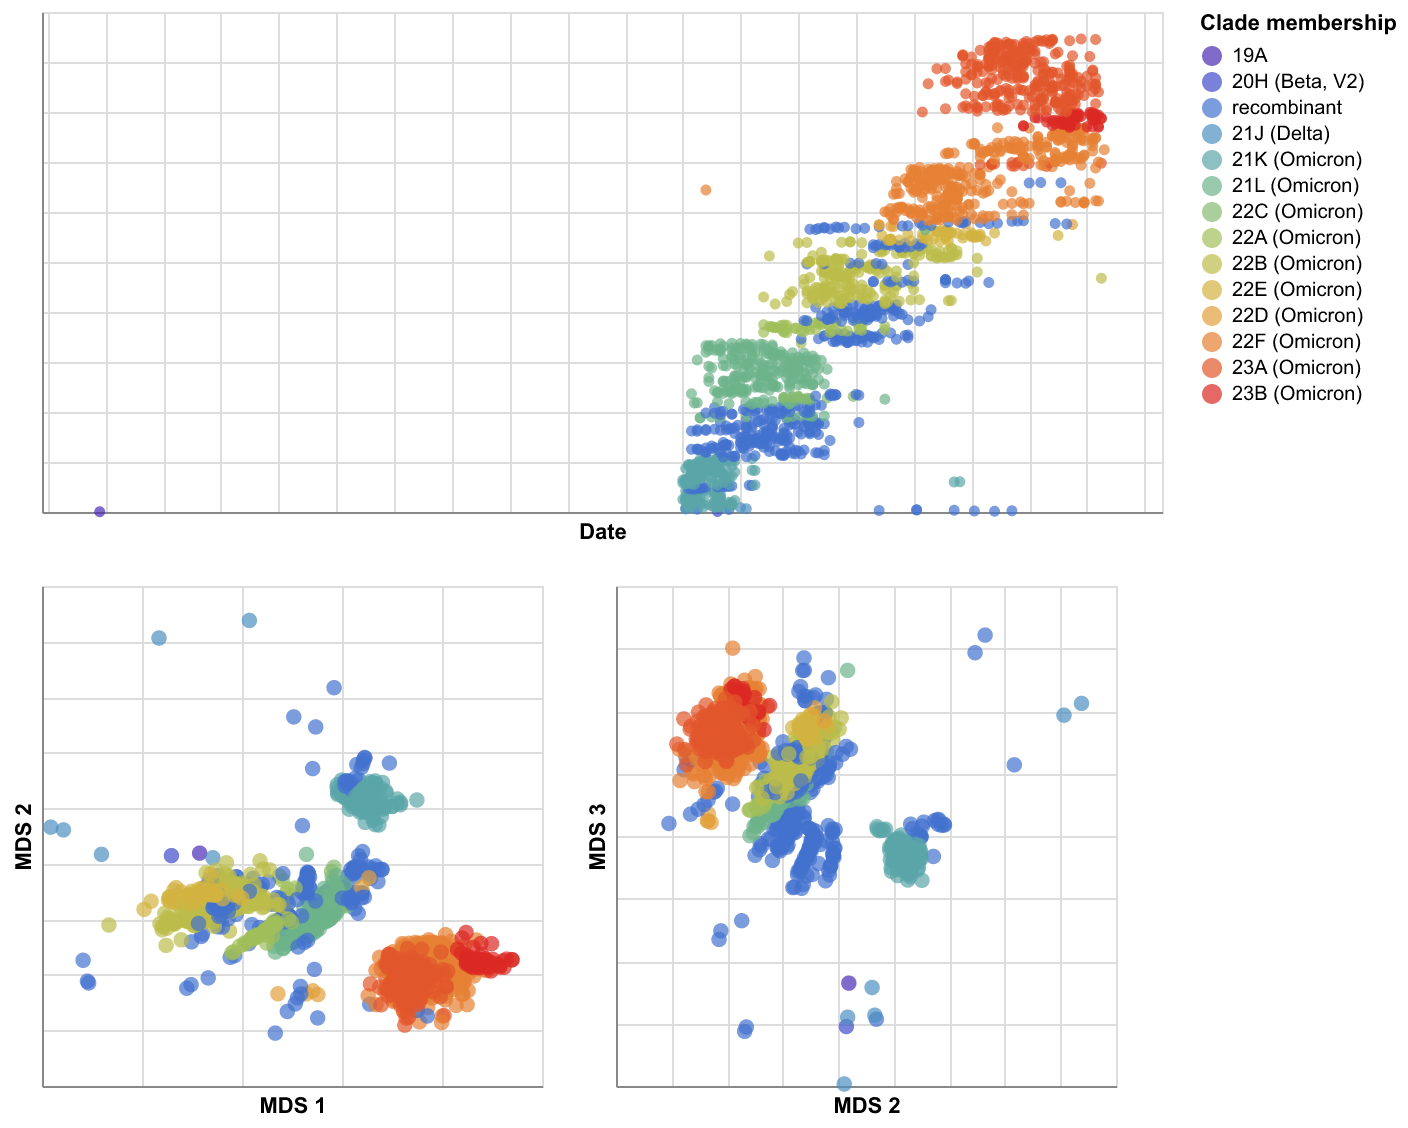 Clade membership
19A
20H (Beta, V2)
recombinant
21J (Delta)
21K (Omicron)
21L (Omicron)
22C (Omicron)
22A (Omicron)
22B (Omicron)
22E (Omicron)
22D (Omicron)
22F (Omicron)
23A (Omicron)
23B (Omicron)
Date
MDS 2
MDS 1
MDS 3
MDS 2